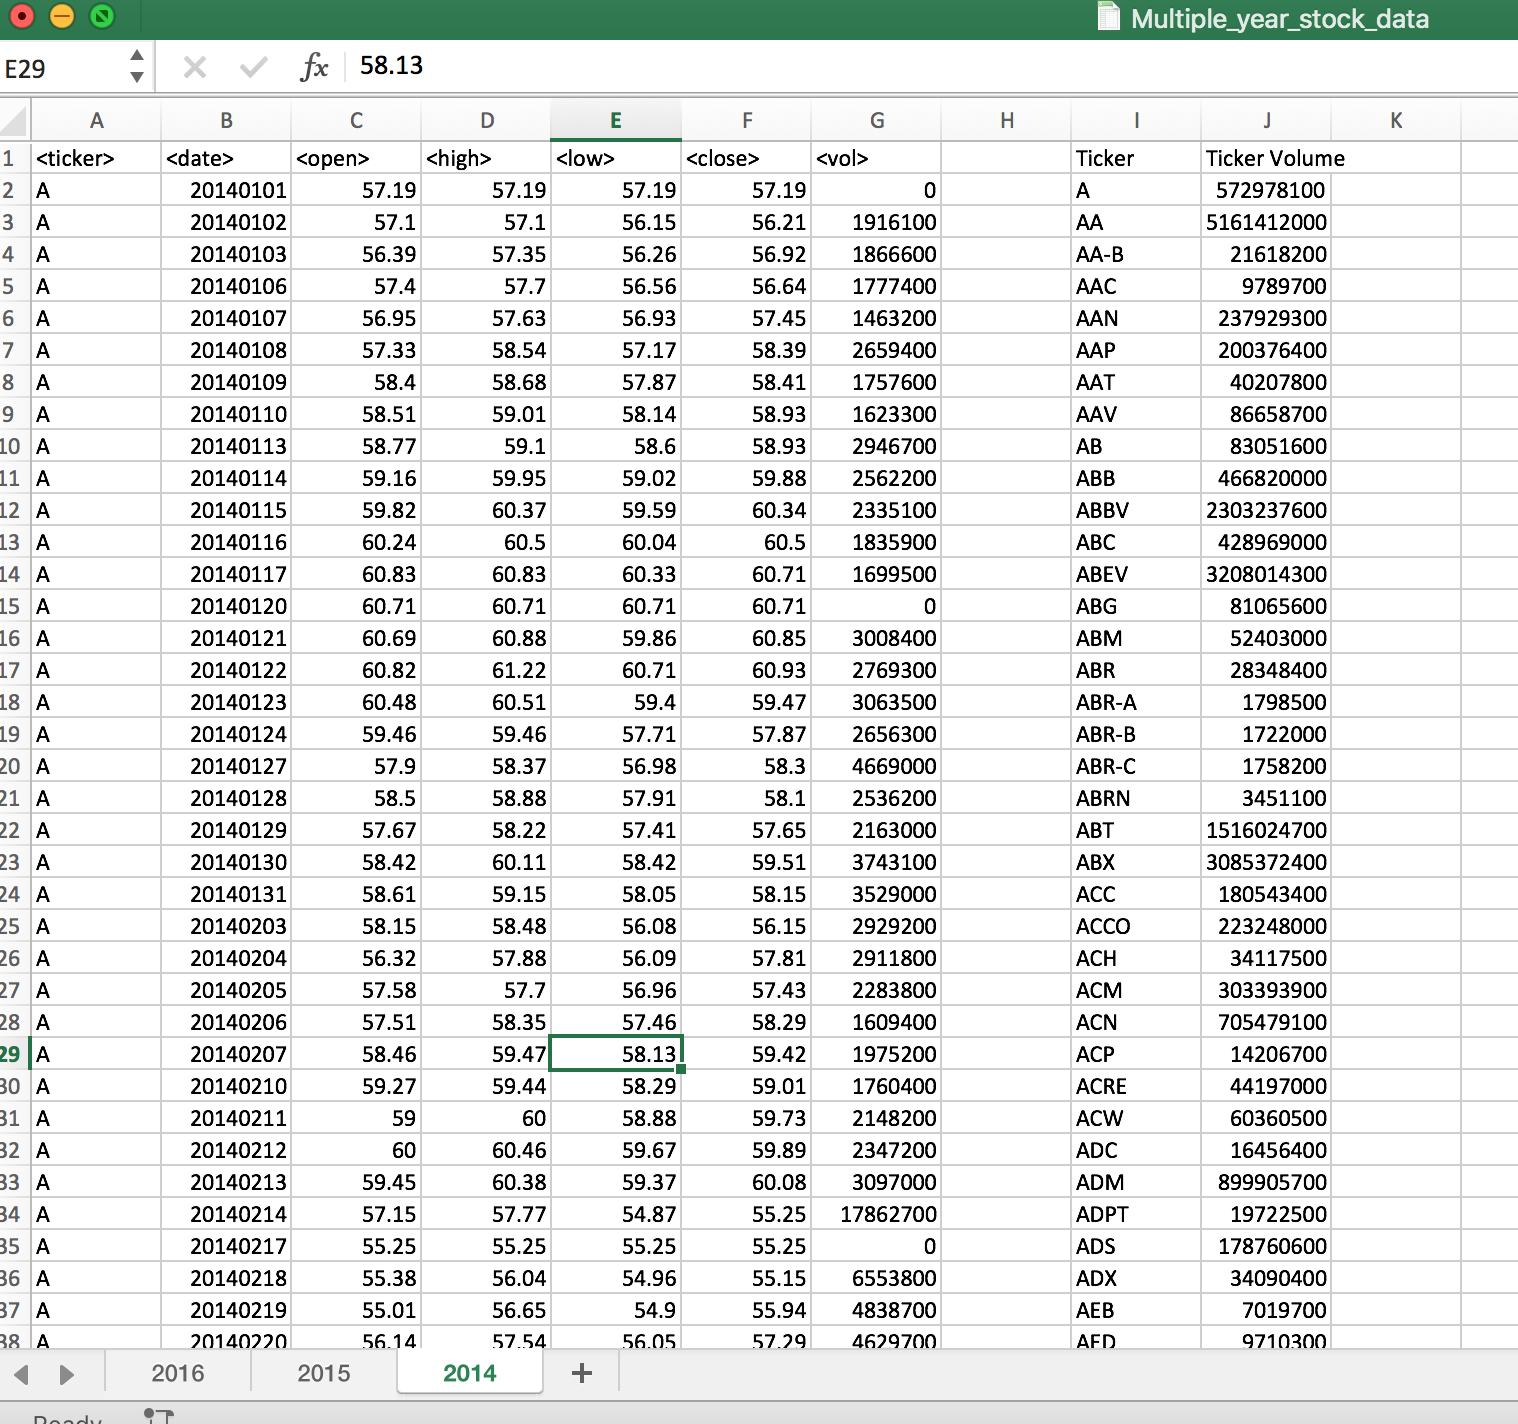 Multiple_year_stock_data
E29 fx 58.13
A B C D E F G H I J K
1 <ticker> <date> <open> <high> <low> <close> <vol> Ticker Ticker Volume
2 A 20140101 57.19 57.19 57.19 57.19 0 A 572978100
3 A 20140102 57.1 57.1 56.15 56.21 1916100 AA 5161412000
4 A 20140103 56.39 57.35 56.26 56.92 1866600 AA-B 21618200
5 A 20140106 57.4 57.7 56.56 56.64 1777400 AAC 9789700
6 A 20140107 56.95 57.63 56.93 57.45 1463200 AAN 237929300
7 A 20140108 57.33 58.54 57.17 58.39 2659400 AAP 200376400
8 A 20140109 58.4 58.68 57.87 58.41 1757600 AAT 40207800
9 A 20140110 58.51 59.01 58.14 58.93 1623300 AAV 86658700
10 A 20140113 58.77 59.1 58.6 58.93 2946700 AB 83051600
11 A 20140114 59.16 59.95 59.02 59.88 2562200 ABB 466820000
12 A 20140115 59.82 60.37 59.59 60.34 2335100 ABBV 2303237600
13 A 20140116 60.24 60.5 60.04 60.5 1835900 ABC 428969000
14 A 20140117 60.83 60.83 60.33 60.71 1699500 ABEV 3208014300
15 A 20140120 60.71 60.71 60.71 60.71 0 ABG 81065600
16 A 20140121 60.69 60.88 59.86 60.85 3008400 ABM 52403000
17 A 20140122 60.82 61.22 60.71 60.93 2769300 ABR 28348400
18 A 20140123 60.48 60.51 59.4 59.47 3063500 ABR-A 1798500
19 A 20140124 59.46 59.46 57.71 57.87 2656300 ABR-B 1722000
20 A 20140127 57.9 58.37 56.98 58.3 4669000 ABR-C 1758200
21 A 20140128 58.5 58.88 57.91 58.1 2536200 ABRN 3451100
22 A 20140129 57.67 58.22 57.41 57.65 2163000 ABT 1516024700
23 A 20140130 58.42 60.11 58.42 59.51 3743100 ABX 3085372400
24 A 20140131 58.61 59.15 58.05 58.15 3529000 ACC 180543400
25 A 20140203 58.15 58.48 56.08 56.15 2929200 ACCO 223248000
26 A 20140204 56.32 57.88 56.09 57.81 2911800 ACH 34117500
27 A 20140205 57.58 57.7 56.96 57.43 2283800 ACM 303393900
28 A 20140206 57.51 58.35 57.46 58.29 1609400 ACN 705479100
29 A 20140207 58.46 59.47 58.13 59.42 1975200 ACP 14206700
30 A 20140210 59.27 59.44 58.29 59.01 1760400 ACRE 44197000
31 A 20140211 59 60 58.88 59.73 2148200 ACW 60360500
32 A 20140212 60 60.46 59.67 59.89 2347200 ADC 16456400
33 A 20140213 59.45 60.38 59.37 60.08 3097000 ADM 899905700
34 A 20140214 57.15 57.77 54.87 55.25 17862700 ADPT 19722500
35 A 20140217 55.25 55.25 55.25 55.25 0 ADS 178760600
36 A 20140218 55.38 56.04 54.96 55.15 6553800 ADX 34090400
37 A 20140219 55.01 56.65 54.9 55.94 4838700 AEB 7019700
38 A 20140220 56.14 57.54 56.05 57.29 4629700 AED 9710300
2016 2015 2014 +
Ready